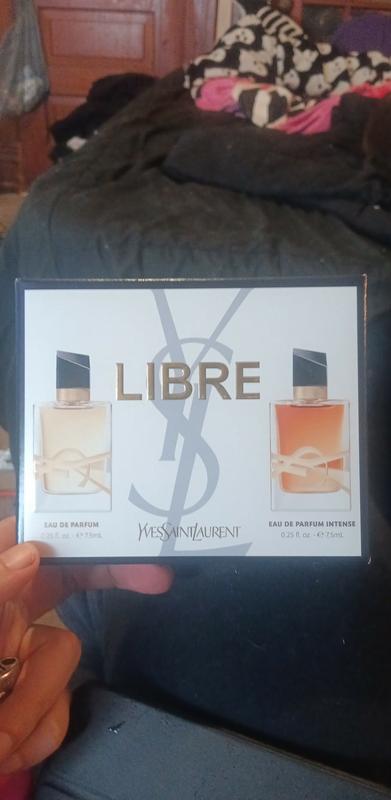 YSL
LIBRE
EAU DE PARFUM
0.25 fl. oz. - ℮ 7.5mL
YVESSAINTLAURENT
EAU DE PARFUM INTENSE
0.25 fl. oz. - ℮ 7.5mL